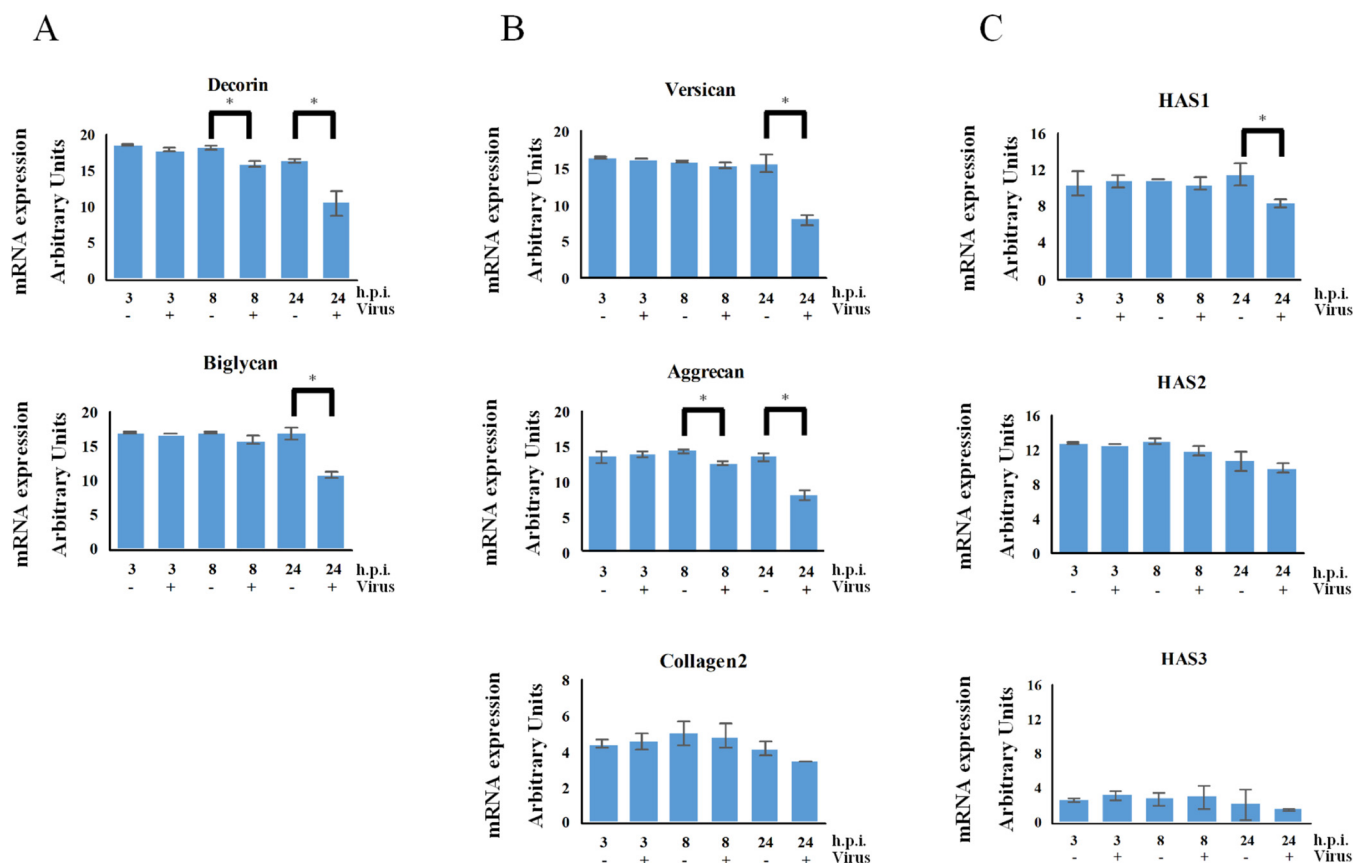 A
B
C
Decorin
* *
mRNA expression
Arbitrary Units
20
15
10
5
0
3 3 8 8 24 24 h.p.i.
- + - + - + Virus
Biglycan
*
mRNA expression
Arbitrary Units
20
15
10
5
0
3 3 8 8 24 24 h.p.i.
- + - + - + Virus
Versican
*
mRNA expression
Arbitrary Units
20
15
10
5
0
3 3 8 8 24 24 h.p.i.
- + - + - + Virus
Aggrecan
* *
mRNA expression
Arbitrary Units
20
15
10
5
0
3 3 8 8 24 24 h.p.i.
- + - + - + Virus
Collagen2
mRNA expression
Arbitrary Units
8
6
4
2
0
3 3 8 8 24 24 h.p.i.
- + - + - + Virus
HAS1
*
mRNA expression
Arbitrary Units
16
12
8
4
0
3 3 8 8 24 24 h.p.i.
- + - + - + Virus
HAS2
mRNA expression
Arbitrary Units
16
12
8
4
0
3 3 8 8 24 24 h.p.i.
- + - + - + Virus
HAS3
mRNA expression
Arbitrary Units
16
12
8
4
0
3 3 8 8 24 24 h.p.i.
- + - + - + Virus